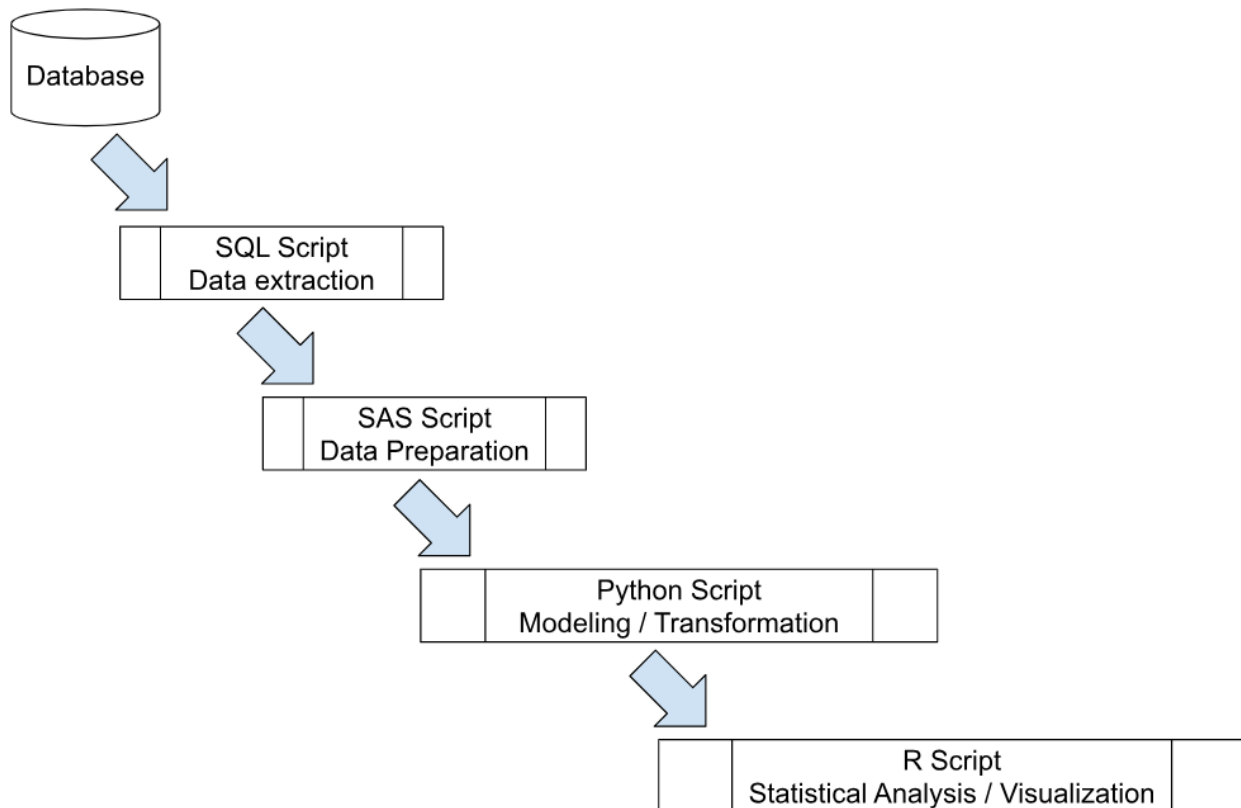 Database
SQL Script
Data extraction
SAS Script
Data Preparation
Python Script
Modeling / Transformation
R Script
Statistical Analysis / Visualization